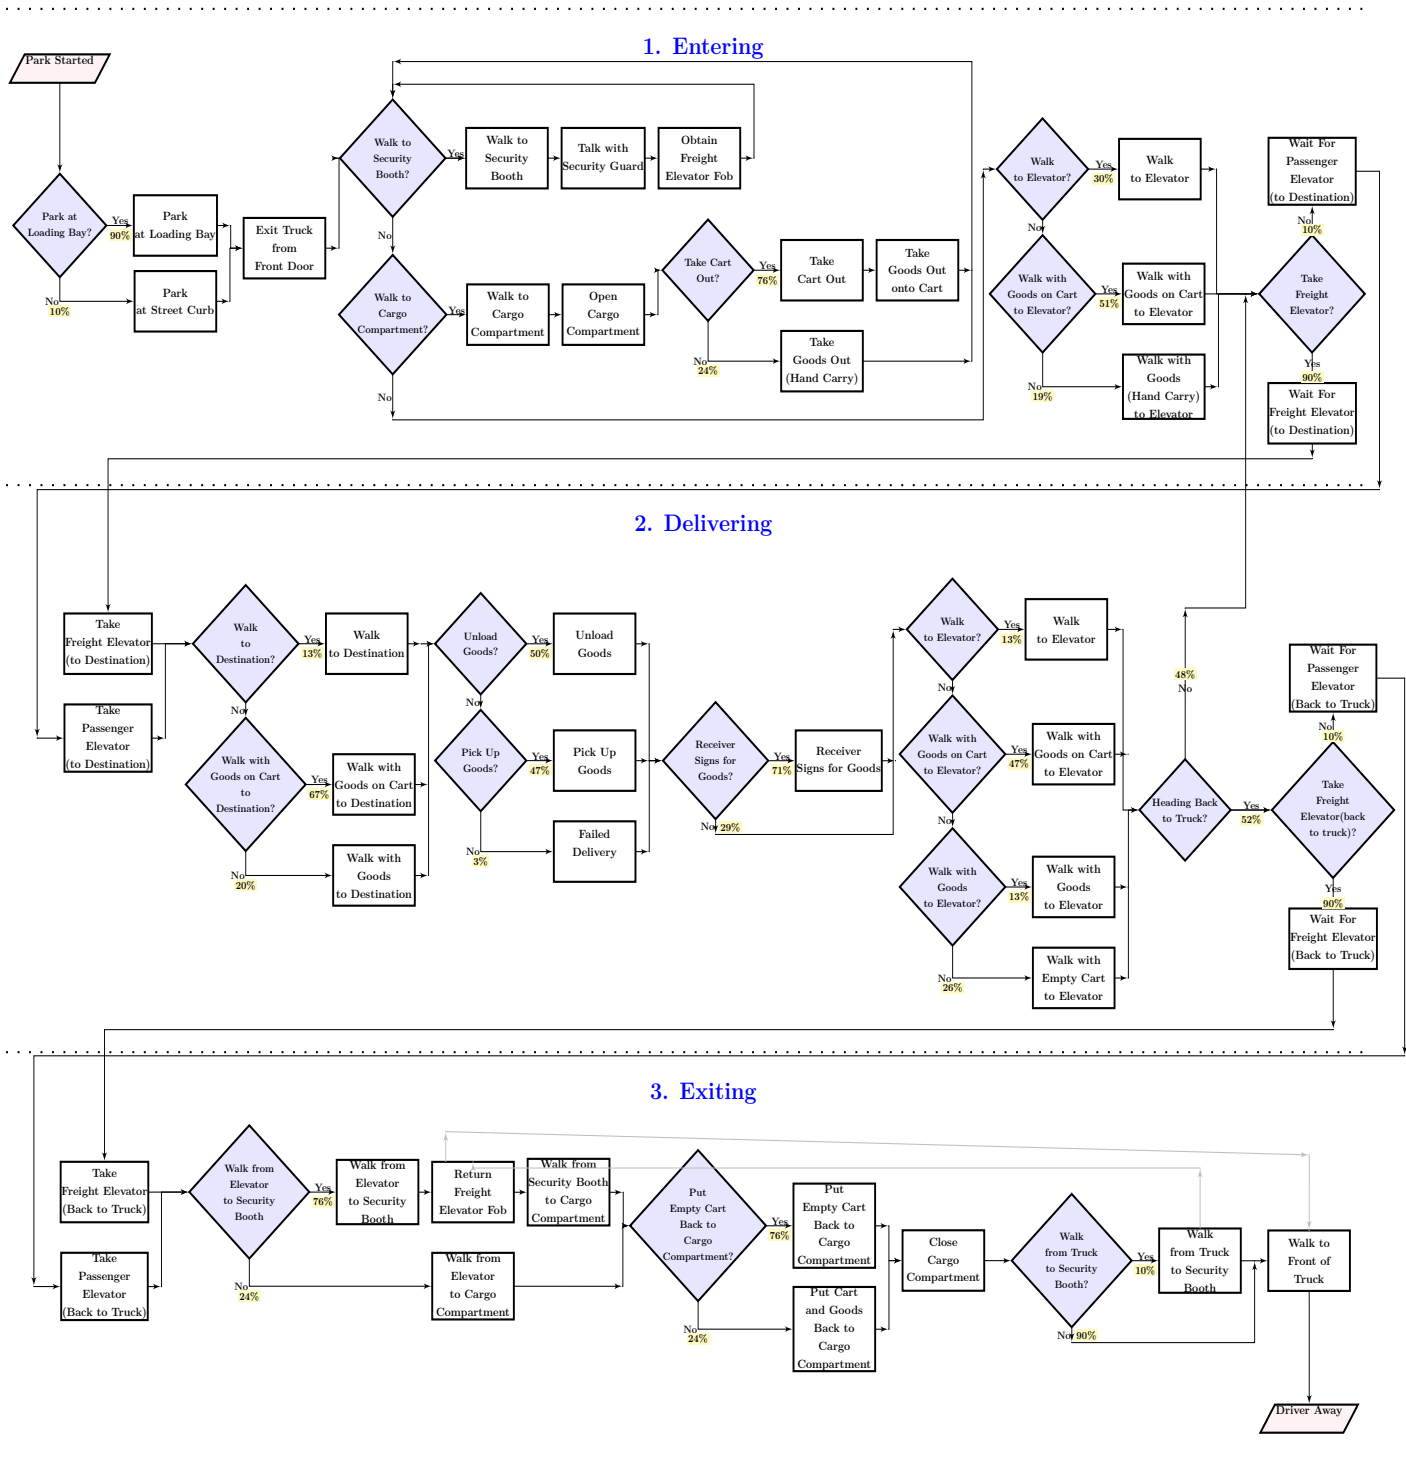 1. Entering
Park Started
Park at
Loading Bay?
Yes
90%
No
10%
Park
at Loading Bay
Park
at Street Curb
Exit Truck
from
Front Door
Walk to
Security
Booth?
Yes
No
Walk to
Security
Booth
Talk with
Security Guard
Obtain
Freight
Elevator Fob
Walk to
Cargo
Compartment?
Yes
No
Walk to
Cargo
Compartment
Open
Cargo
Compartment
Take Cart
Out?
Yes
76%
No
24%
Take
Cart Out
Take
Goods Out
onto Cart
Take
Goods Out
(Hand Carry)
Walk
to Elevator?
Yes
30%
No
Walk
to Elevator
Walk with
Goods on Cart
to Elevator?
Yes
51%
No
19%
Walk with
Goods on Cart
to Elevator
Walk with
Goods
(Hand Carry)
to Elevator
Wait For
Passenger
Elevator
(to Destination)
No
10%
Take
Freight
Elevator?
Yes
90%
Wait For
Freight Elevator
(to Destination)
2. Delivering
Take
Freight Elevator
(to Destination)
Take
Passenger
Elevator
(to Destination)
Walk
to
Destination?
Yes
13%
No
Walk
to Destination
Walk with
Goods on Cart
to
Destination?
Yes
67%
No
20%
Walk with
Goods on Cart
to Destination
Walk with
Goods
to Destination
Unload
Goods?
Yes
50%
No
Unload
Goods
Pick Up
Goods?
Yes
47%
No
3%
Pick Up
Goods
Failed
Delivery
Receiver
Signs for
Goods?
Yes
71%
No
29%
Receiver
Signs for Goods
Walk
to Elevator?
Yes
13%
No
Walk
to Elevator
Walk with
Goods on Cart
to Elevator?
Yes
47%
No
Walk with
Goods on Cart
to Elevator
Walk with
Goods
to Elevator?
Yes
13%
No
26%
Walk with
Goods
to Elevator
Walk with
Empty Cart
to Elevator
48%
No
Heading Back
to Truck?
Yes
52%
Wait For
Passenger
Elevator
(Back to Truck)
No
10%
Take
Freight
Elevator(back
to truck)?
Yes
90%
Wait For
Freight Elevator
(Back to Truck)
3. Exiting
Take
Freight Elevator
(Back to Truck)
Take
Passenger
Elevator
(Back to Truck)
Walk from
Elevator
to Security
Booth
Yes
76%
No
24%
Walk from
Elevator
to Security
Booth
Return
Freight
Elevator Fob
Walk from
Security Booth
to Cargo
Compartment
Walk from
Elevator
to Cargo
Compartment
Put
Empty Cart
Back to
Cargo
Compartment?
Yes
76%
No
24%
Put
Empty Cart
Back to
Cargo
Compartment
Put Cart
and Goods
Back to
Cargo
Compartment
Close
Cargo
Compartment
Walk
from Truck
to Security
Booth?
Yes
10%
No
90%
Walk
from Truck
to Security
Booth
Walk to
Front of
Truck
Driver Away